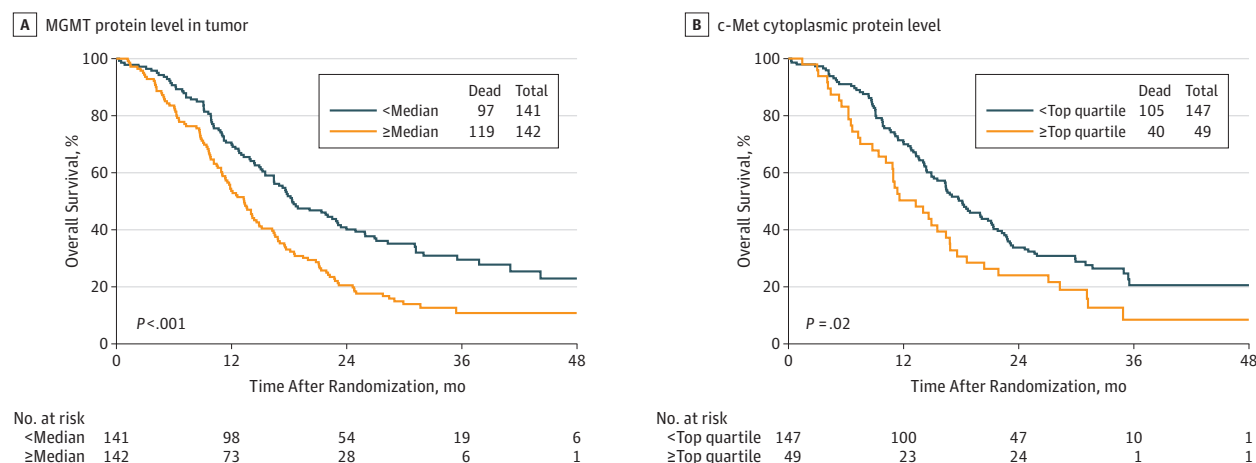 A MGMT protein level in tumor
100
80
60
40
20
0
Overall Survival, %
Dead Total
<Median 97 141
≥Median 119 142
P<.001
0 12 24 36 48
Time After Randomization, mo
No. at risk
<Median 141 98 54 19 6
≥Median 142 73 28 6 1
B c-Met cytoplasmic protein level
100
80
60
40
20
0
Overall Survival, %
Dead Total
<Top quartile 105 147
≥Top quartile 40 49
P=.02
0 12 24 36 48
Time After Randomization, mo
No. at risk
<Top quartile 147 100 47 10 1
≥Top quartile 49 23 24 1 1